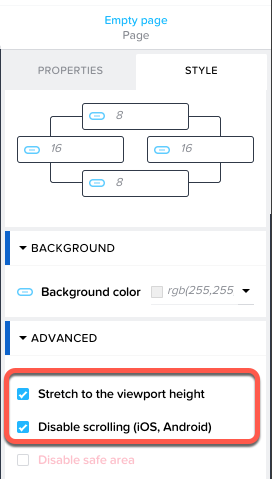 Empty page
Page
PROPERTIES STYLE
8
16 16
8
BACKGROUND
Background color rgb(255,255
ADVANCED
Stretch to the viewport height
Disable scrolling (iOS, Android)
Disable safe area